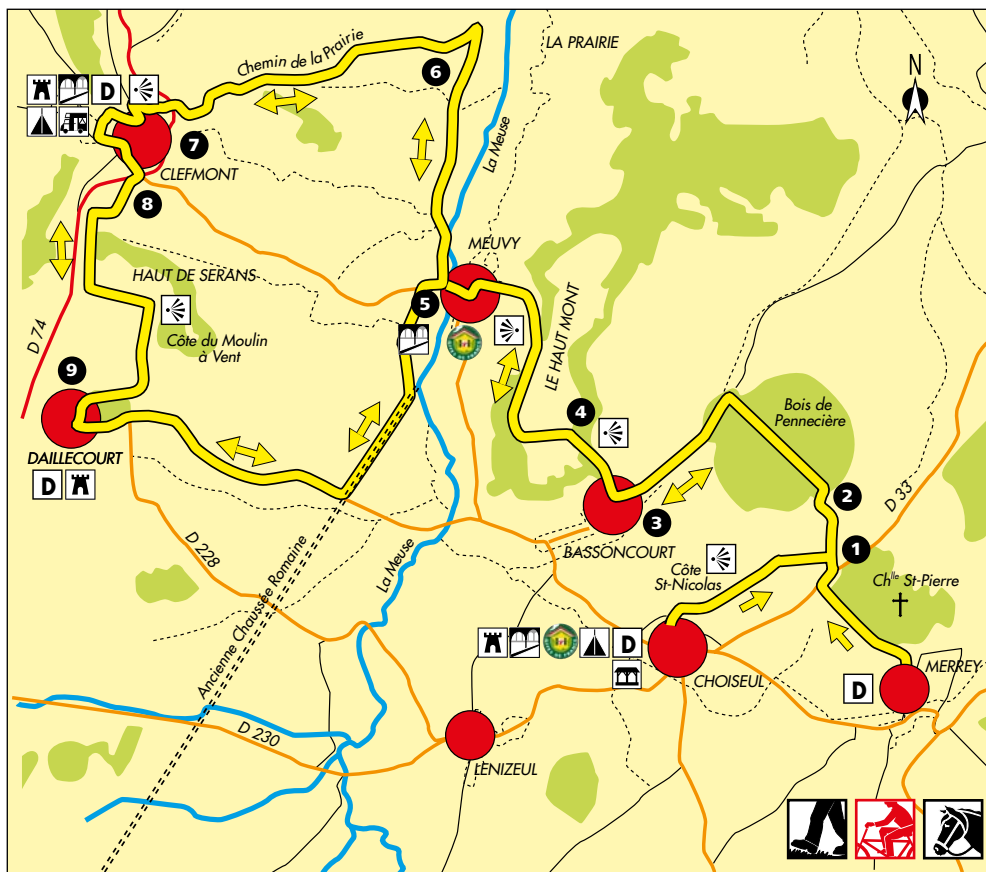 LA PRAIRIE
Chemin de la Prairie
N
6
D
7
CLEFMONT
La Meuse
8
MEUVY
HAUT DE SERANS
5
D 74
Côte du Moulin
à Vent
LE HAUT MONT
9
4
Bois de
Pennecière
DAILLECOURT
D
2
D 33
3
BASSONCOURT
1
D 228
Ancienne Chaussée Romaine
La Meuse
Côte
St-Nicolas
Chlle St-Pierre
D
CHOISEUL
MERREY
D
D 230
LENIZEUL